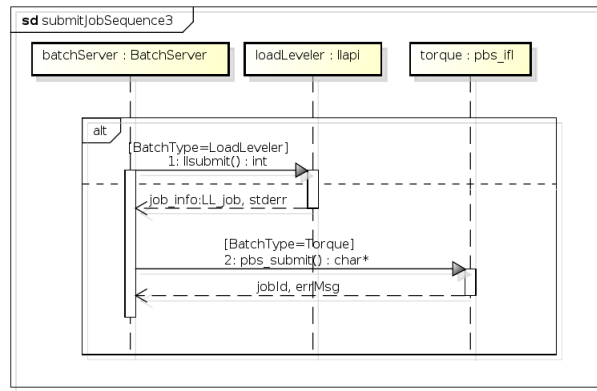 sd submitJobSequence3
batchServer : BatchServer
loadLeveler : llapi
torque : pbs_ifl
alt
[BatchType=LoadLeveler]
1: llsubmit() : int
job_info:LL_job, stderr
[BatchType=Torque]
2: pbs_submit() : char*
jobId, errMsg